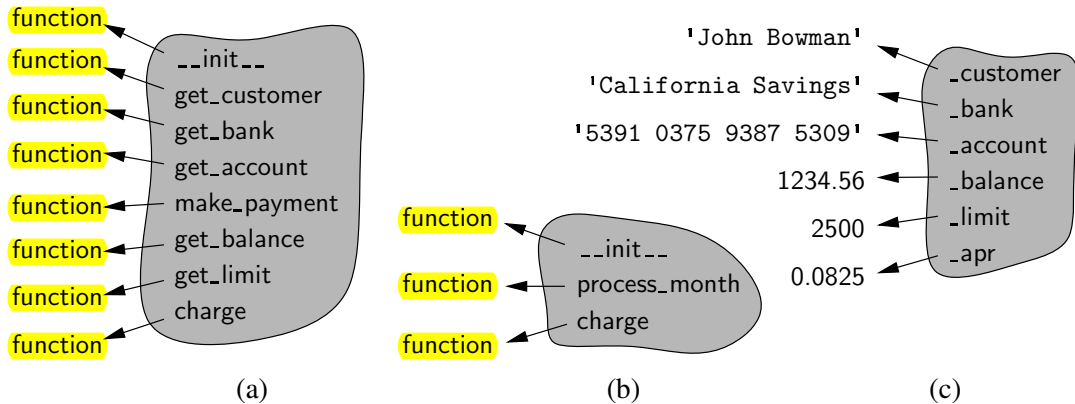 function
__init__
function
get_customer
function
get_bank
function
get_account
function
make_payment
function
get_balance
function
get_limit
function
charge
(a)
function
__init__
function
process_month
function
charge
(b)
'John Bowman'
_customer
'California Savings'
_bank
'5391 0375 9387 5309'
_account
1234.56
_balance
2500
_limit
0.0825
_apr
(c)